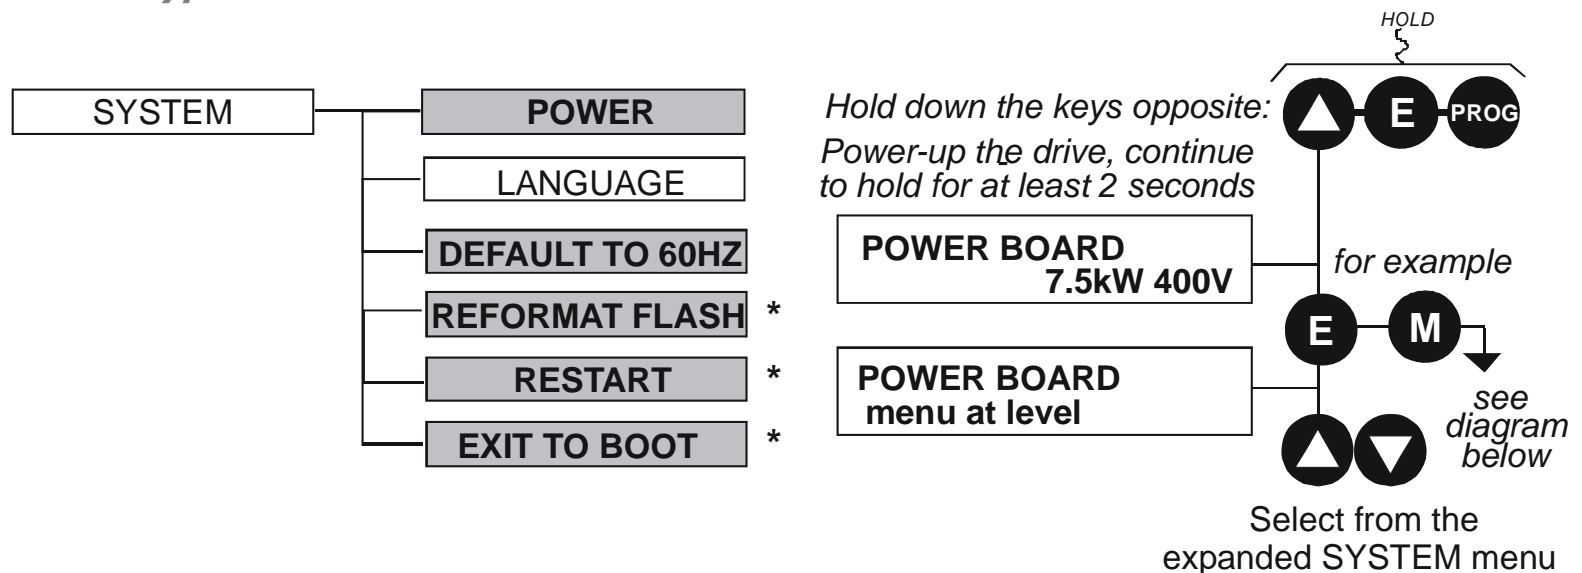 SYSTEM
POWER
LANGUAGE
DEFAULT TO 60HZ
REFORMAT FLASH *
RESTART *
EXIT TO BOOT *
HOLD
Hold down the keys opposite:
E
PROG
Power-up the drive, continue
to hold for at least 2 seconds
POWER BOARD
7.5kW 400V
for example
E
M
POWER BOARD
menu at level
see
diagram
below
Select from the
expanded SYSTEM menu